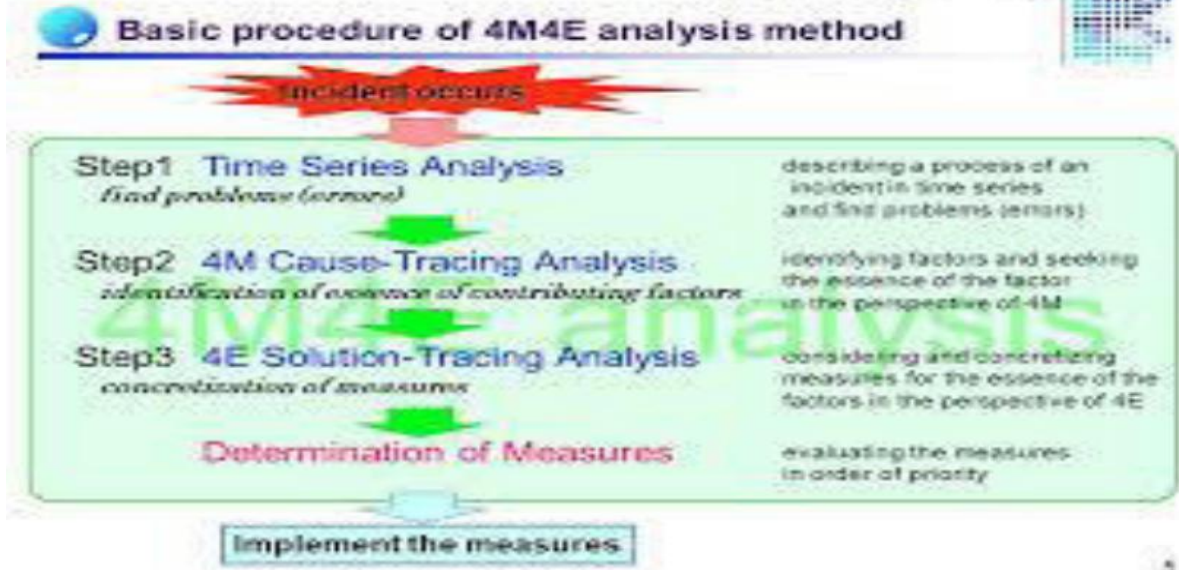 Basic procedure of 4M4E analysis method
Incident occurs
Step1 Time Series Analysis
find problems (errors)
describing a process of an
incident in time series
and find problems (errors)
Step2 4M Cause-Tracing Analysis
identification of essence of contributing factors
identifying factors and seeking
the essence of the factor
in the perspective of 4M
4M4E analysis
Step3 4E Solution-Tracing Analysis
concretization of measures
considering and concretizing
measures for the essence of the
factors in the perspective of 4E
Determination of Measures
evaluating the measures
in order of priority
Implement the measures